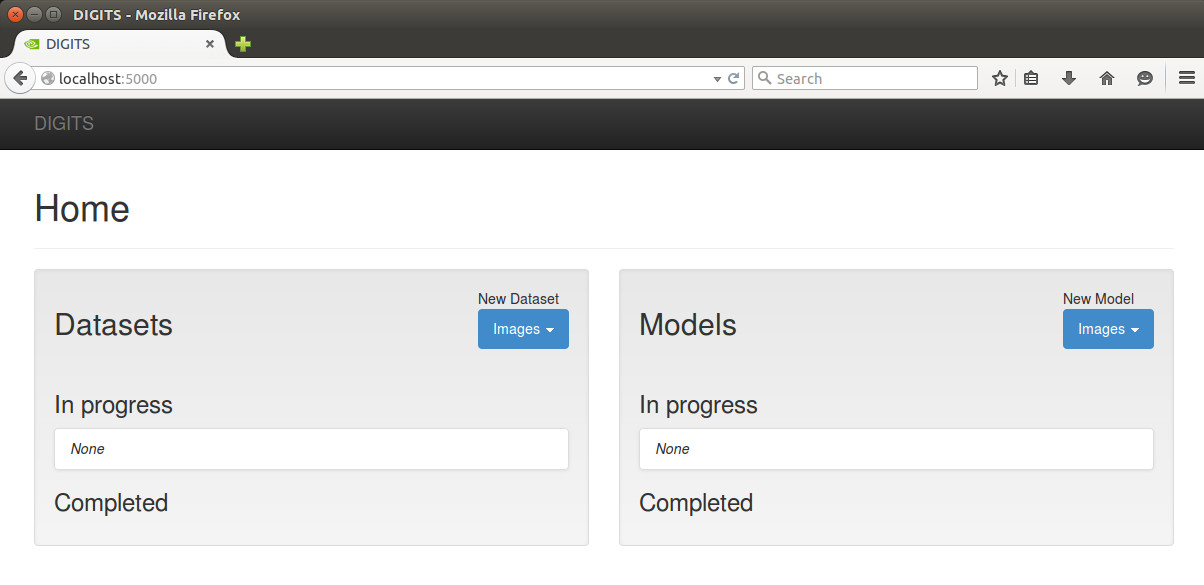 DIGITS - Mozilla Firefox
DIGITS
localhost:5000
Search
DIGITS
Home
Datasets
New Dataset
Images
In progress
None
Completed
Models
New Model
Images
In progress
None
Completed